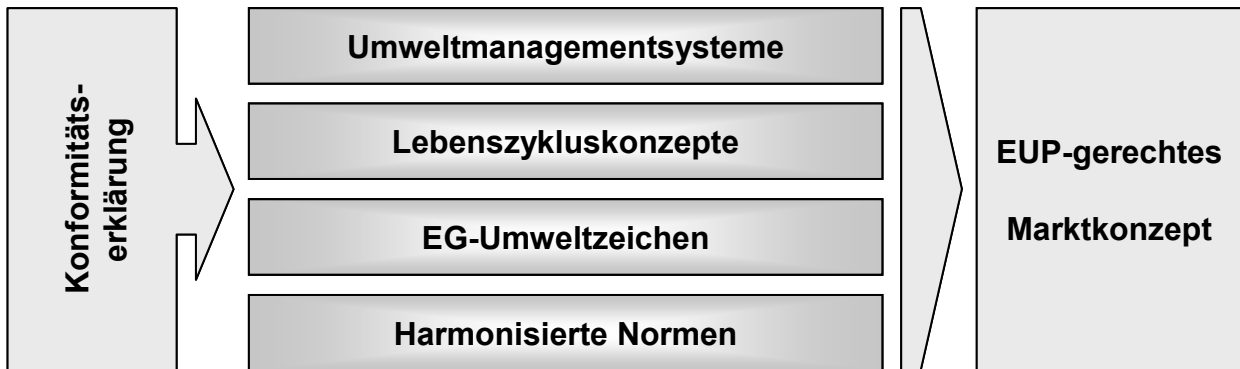 Konformitäts-
erklärung
Umweltmanagementsysteme
Lebenszykluskonzepte
EG-Umweltzeichen
Harmonisierte Normen
EUP-gerechtes
Marktkonzept